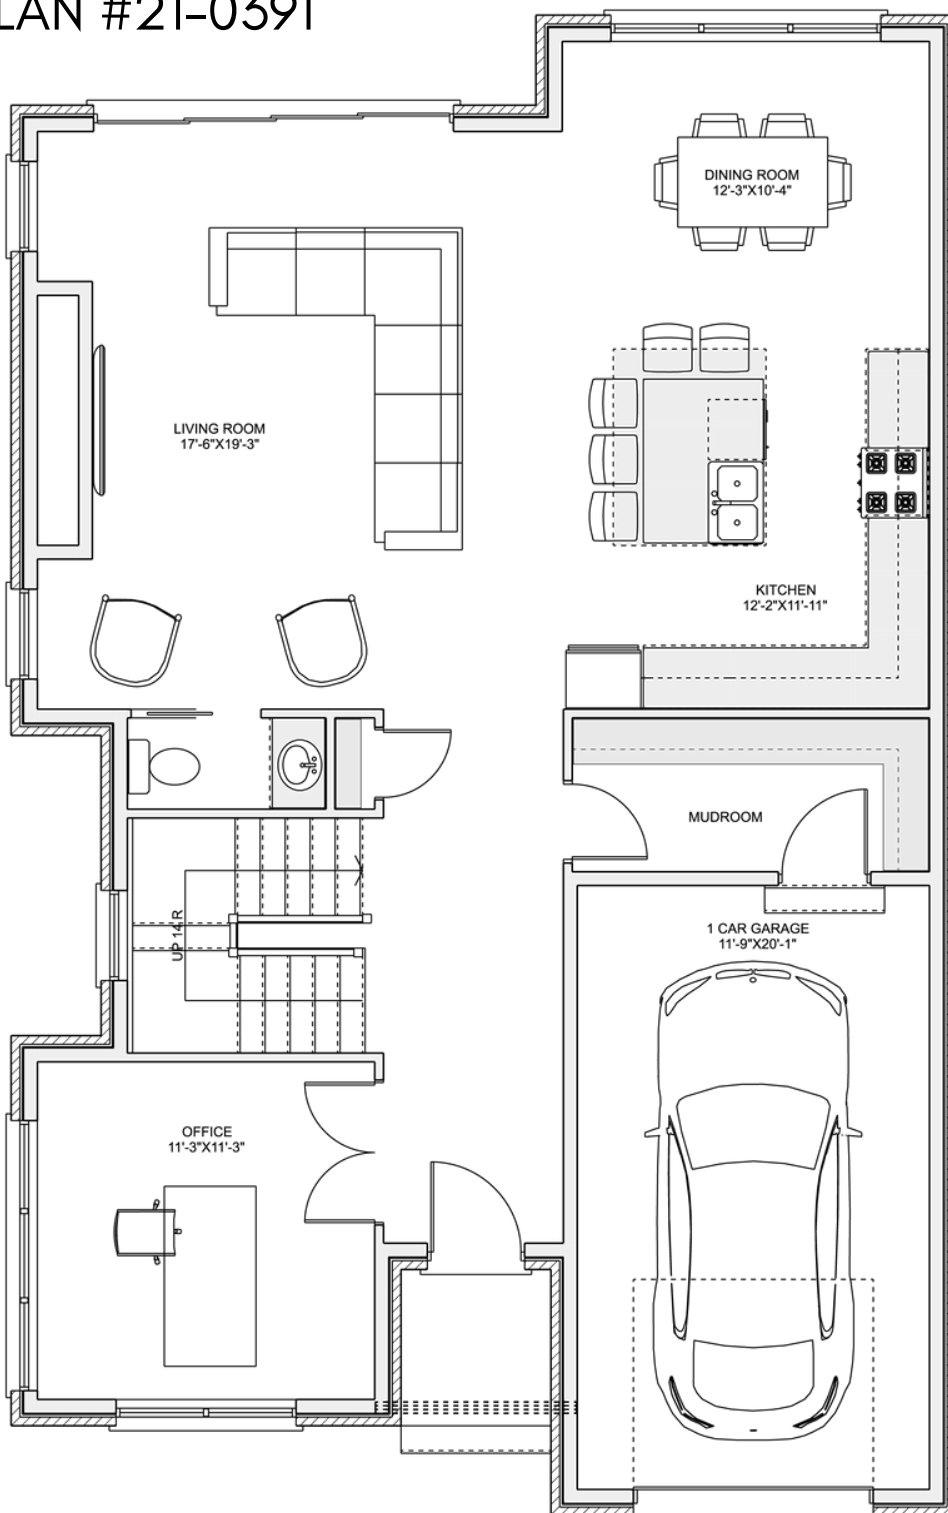 LAN #21-0391
DINING ROOM
12'-3"X10'-4"
LIVING ROOM
17'-6"X19'-3"
KITCHEN
12'-2"X11'-11"
MUDROOM
1 CAR GARAGE
11'-9"X20'-1"
UP 14 R
OFFICE
11'-3"X11'-3"